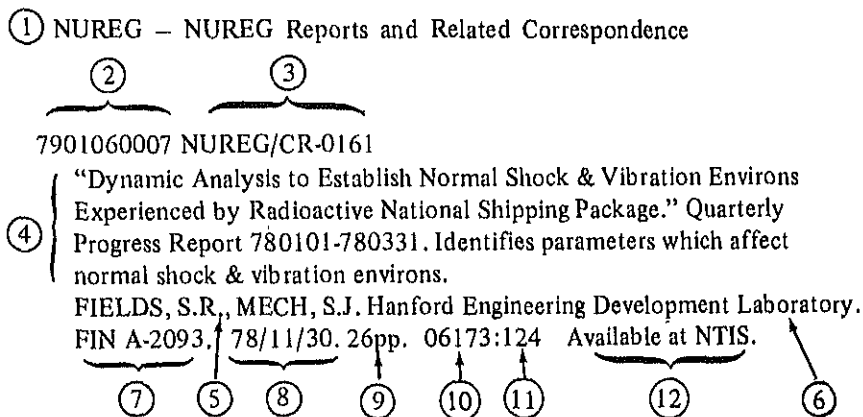 ① NUREG – NUREG Reports and Related Correspondence
② ③
7901060007 NUREG/CR-0161
"Dynamic Analysis to Establish Normal Shock & Vibration Environs
Experienced by Radioactive National Shipping Package." Quarterly
④ Progress Report 780101-780331. Identifies parameters which affect
normal shock & vibration environs.
FIELDS, S.R., MECH, S.J. Hanford Engineering Development Laboratory.
FIN A-2093. 78/11/30. 26pp. 06173:124 Available at NTIS.
⑦ ⑤ ⑧ ⑨ ⑩ ⑪ ⑫ ⑥